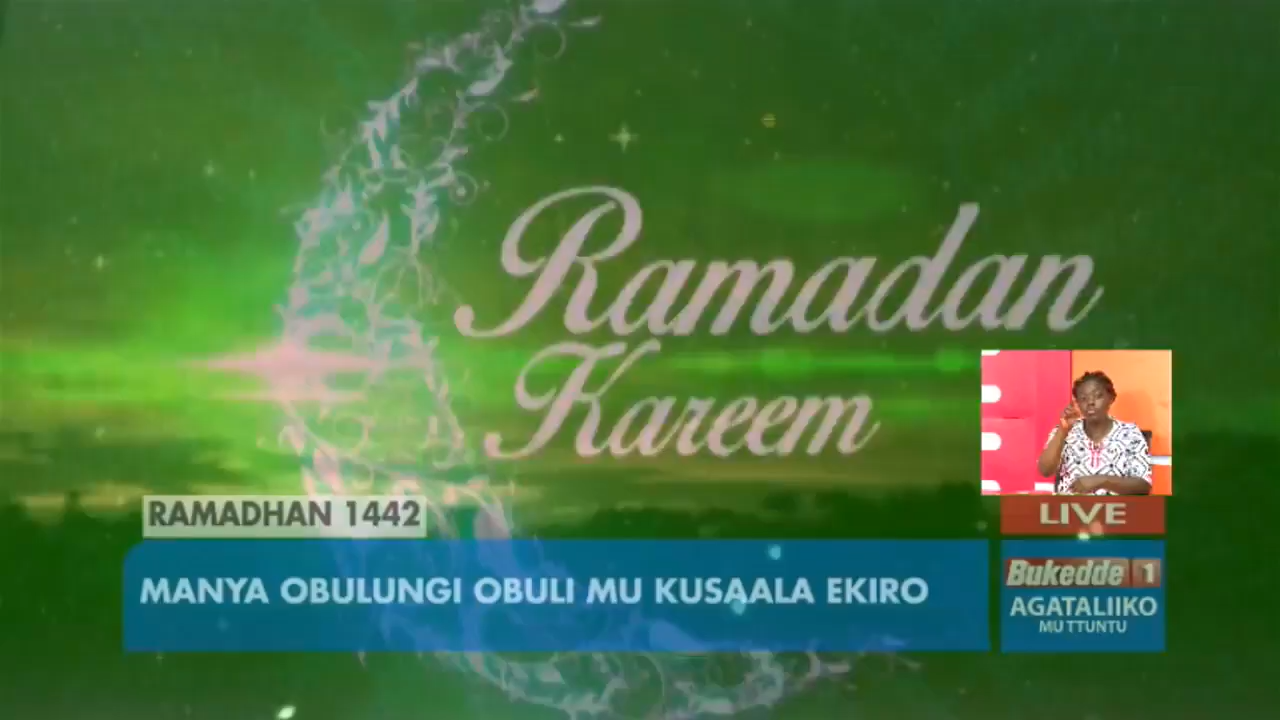 Ramadan
Kareem
RAMADHAN 1442
MANYA OBULUNGI OBULI MU KUSAALA EKIRO
LIVE
Bukedde 1
AGATALIIKO
MU TTUNTU